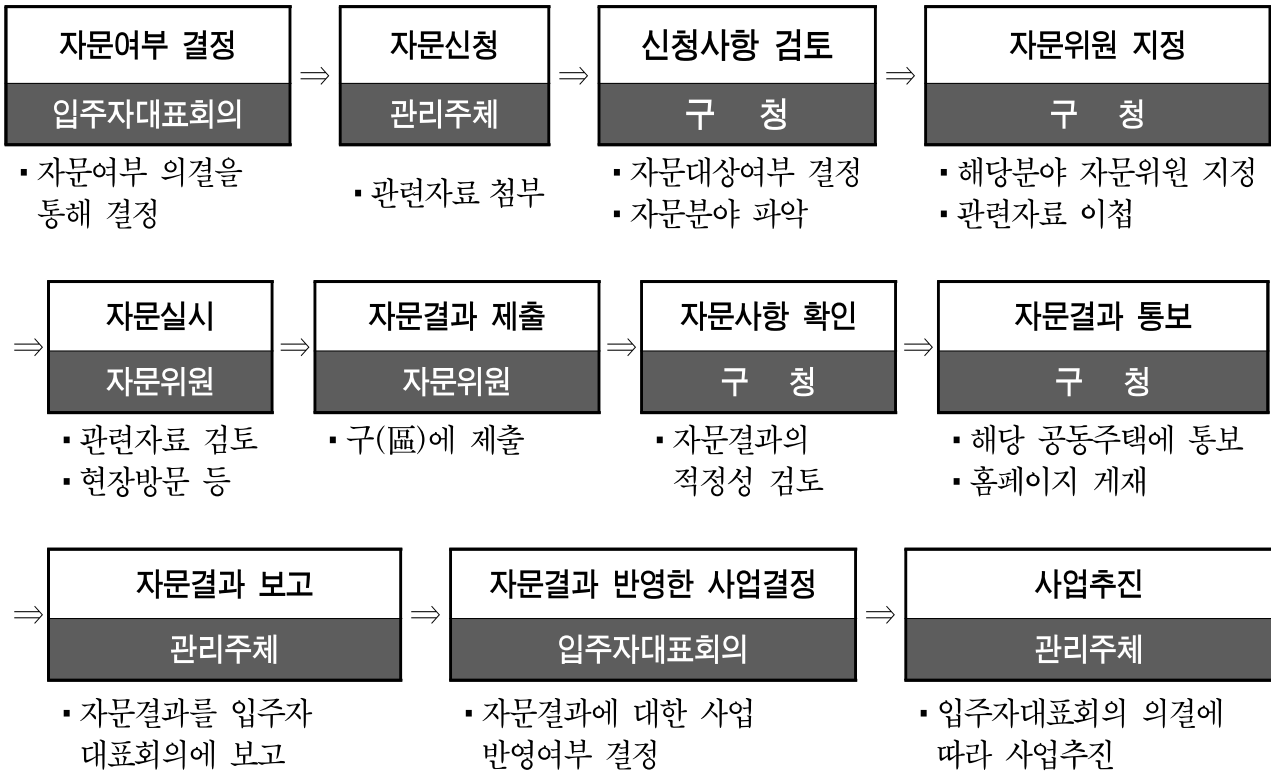 자문여부 결정
입주자대표회의
▪ 자문여부 의결을
통해 결정
⇒
자문신청
관리주체
▪ 관련자료 첨부
⇒
신청사항 검토
구 청
▪ 자문대상여부 결정
▪ 자문분야 파악
⇒
자문위원 지정
구 청
▪ 해당분야 자문위원 지정
▪ 관련자료 이첩
⇒
자문실시
자문위원
▪ 관련자료 검토
▪ 현장방문 등
⇒
자문결과 제출
자문위원
▪ 구(區)에 제출
⇒
자문사항 확인
구 청
▪ 자문결과의
적정성 검토
⇒
자문결과 통보
구 청
▪ 해당 공동주택에 통보
▪ 홈페이지 게재
⇒
자문결과 보고
관리주체
▪ 자문결과를 입주자
대표회의에 보고
⇒
자문결과 반영한 사업결정
입주자대표회의
▪ 자문결과에 대한 사업
반영여부 결정
⇒
사업추진
관리주체
▪ 입주자대표회의 의결에
따라 사업추진